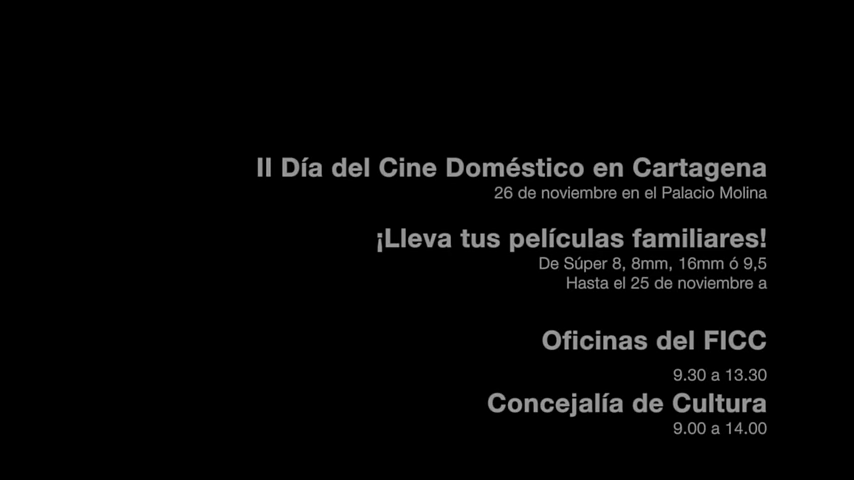 II Día del Cine Doméstico en Cartagena
26 de noviembre en el Palacio Molina
¡Lleva tus películas familiares!
De Súper 8, 8mm, 16mm ó 9,5
Hasta el 25 de noviembre a
Oficinas del FICC
9.30 a 13.30
Concejalía de Cultura
9.00 a 14.00